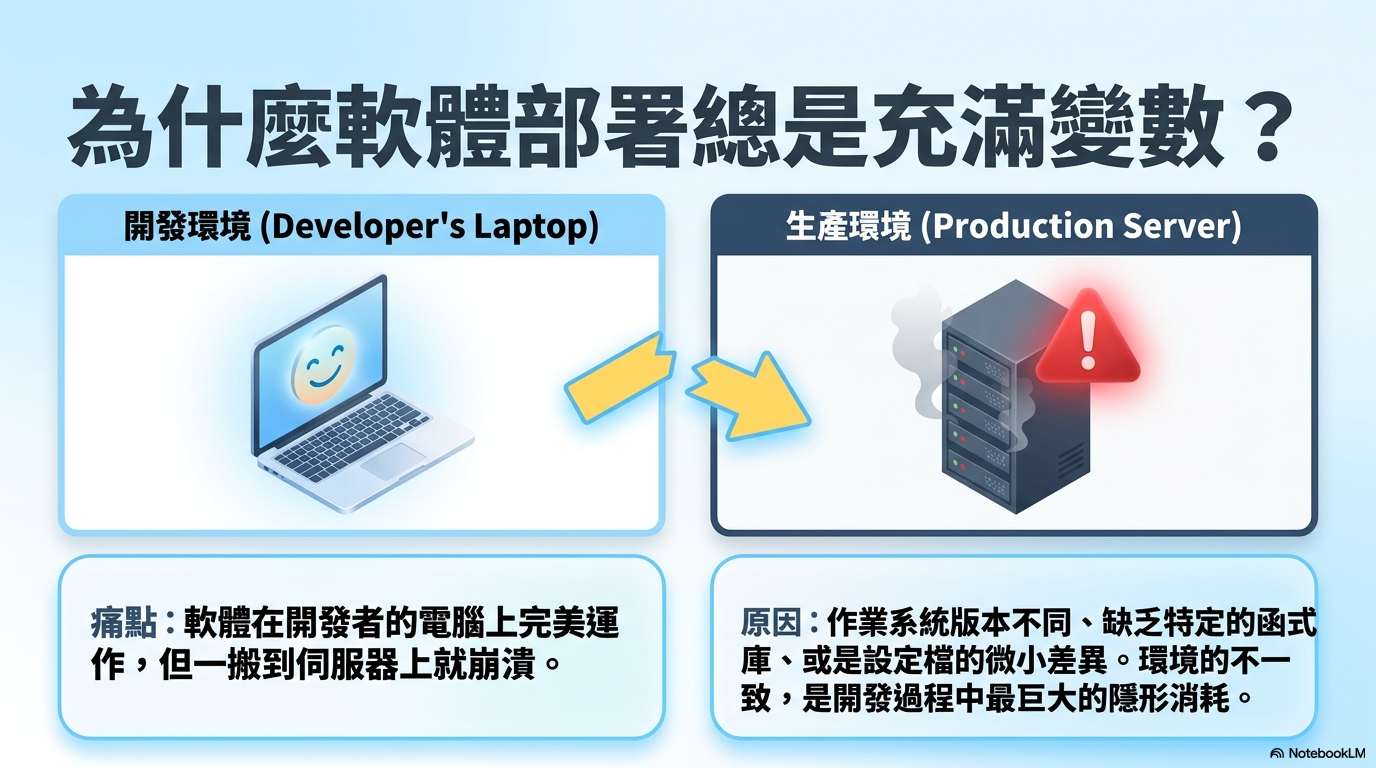 為什麼軟體部署總是充滿變數？
開發環境 (Developer's Laptop)
生產環境 (Production Server)
痛點：軟體在開發者的電腦上完美運
作，但一搬到伺服器上就崩潰。
原因：作業系統版本不同、缺乏特定的函式
庫、或是設定檔的微小差異。環境的不一
致，是開發過程中最巨大的隱形消耗。
NotebookLM